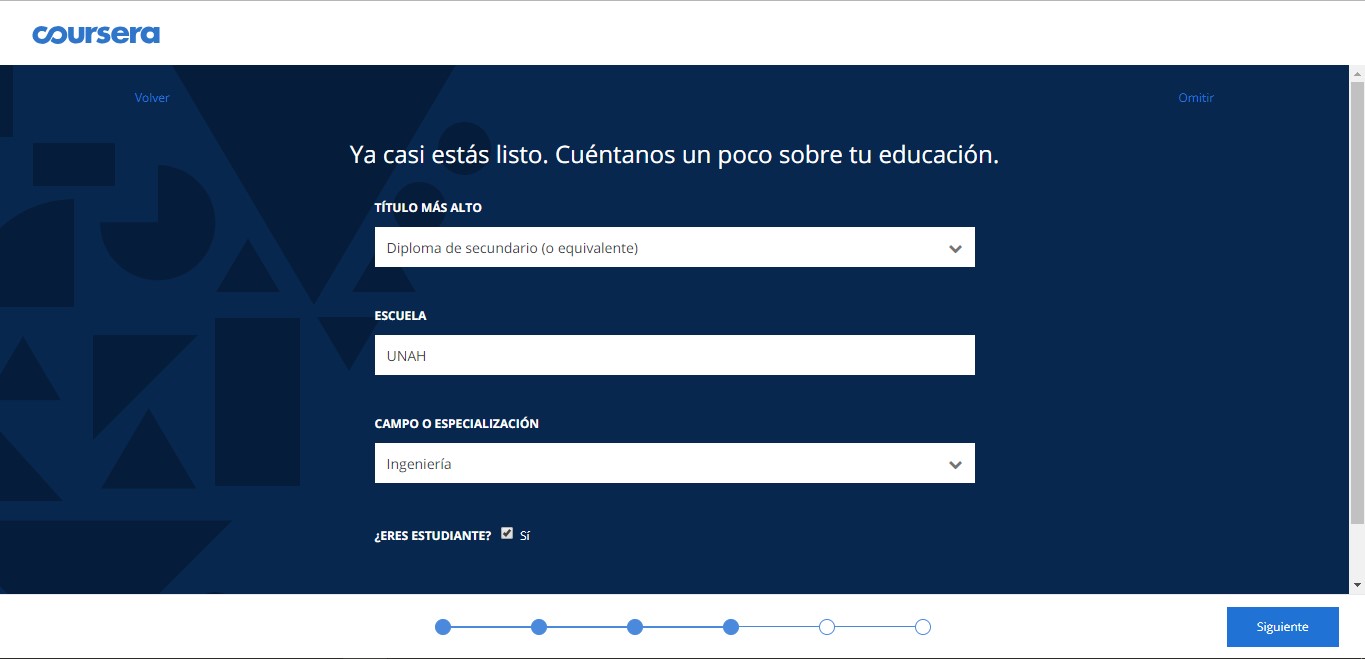 coursera
Volver
Omitir
Ya casi estás listo. Cuéntanos un poco sobre tu educación.
TÍTULO MÁS ALTO
Diploma de secundario (o equivalente)
ESCUELA
UNAH
CAMPO O ESPECIALIZACIÓN
Ingeniería
¿ERES ESTUDIANTE? Sí
Siguiente